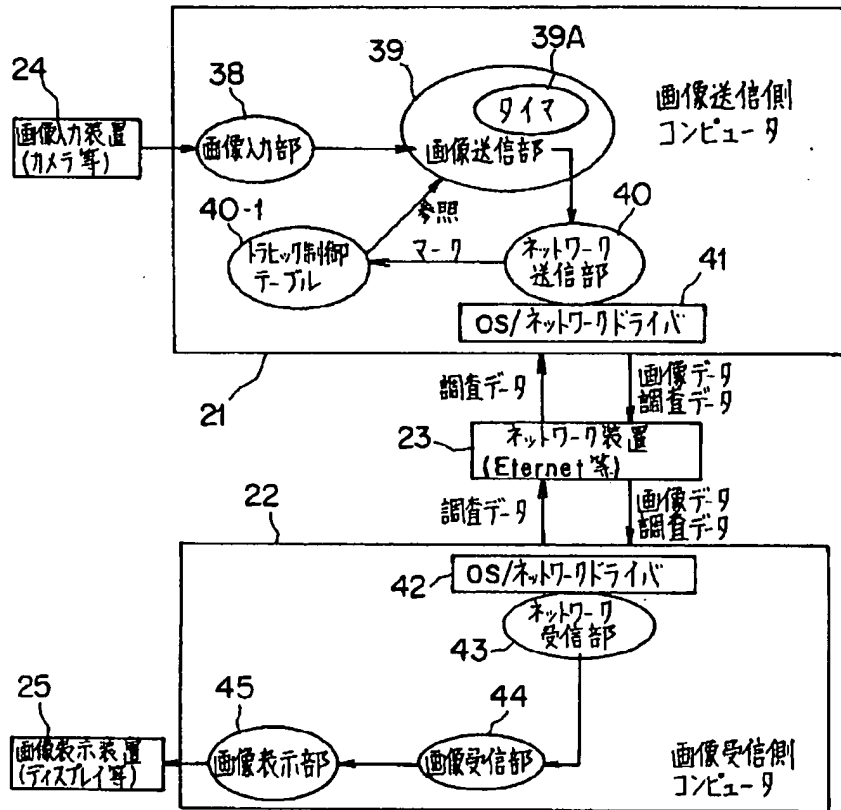 39A
39
タイマ
画像送信側
コンピュータ
24
38
画像入力装置
(カメラ等)
画像入力部
画像送信部
40-1
参照
40
トラヒック制御
テーブル
マーク
ネットワーク
送信部
41
OS/ネットワークドライバ
21
調査データ
画像データ
調査データ
23
ネットワーク装置
(Eternet等)
22
調査データ
画像データ
調査データ
42
OS/ネットワークドライバ
ネットワーク
受信部
43
25
45
44
画像表示装置
(ディスプレイ等)
画像表示部
画像受信部
画像受信側
コンピュータ